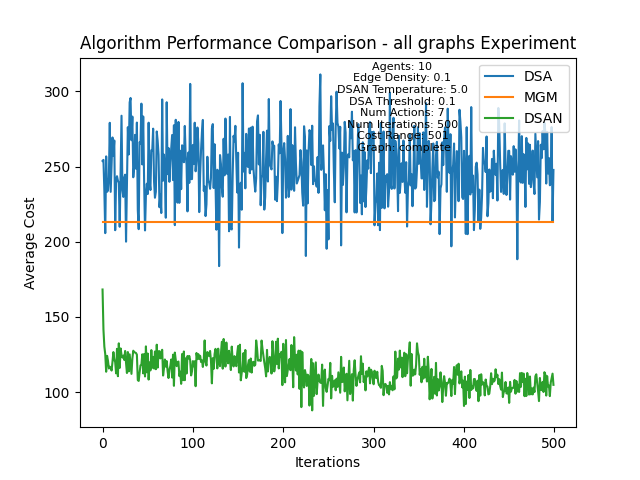 Algorithm Performance Comparison - all graphs Experiment
Agents: 10
Edge Density: 0.1
DSAN Temperature: 5.0
DSA Threshold: 0.1
Num Actions: 7
Num Iterations: 500
Cost Range: 501
Graph: complete
DSA
MGM
DSAN
Average Cost
300
250
200
150
100
0
100
200
300
400
500
Iterations